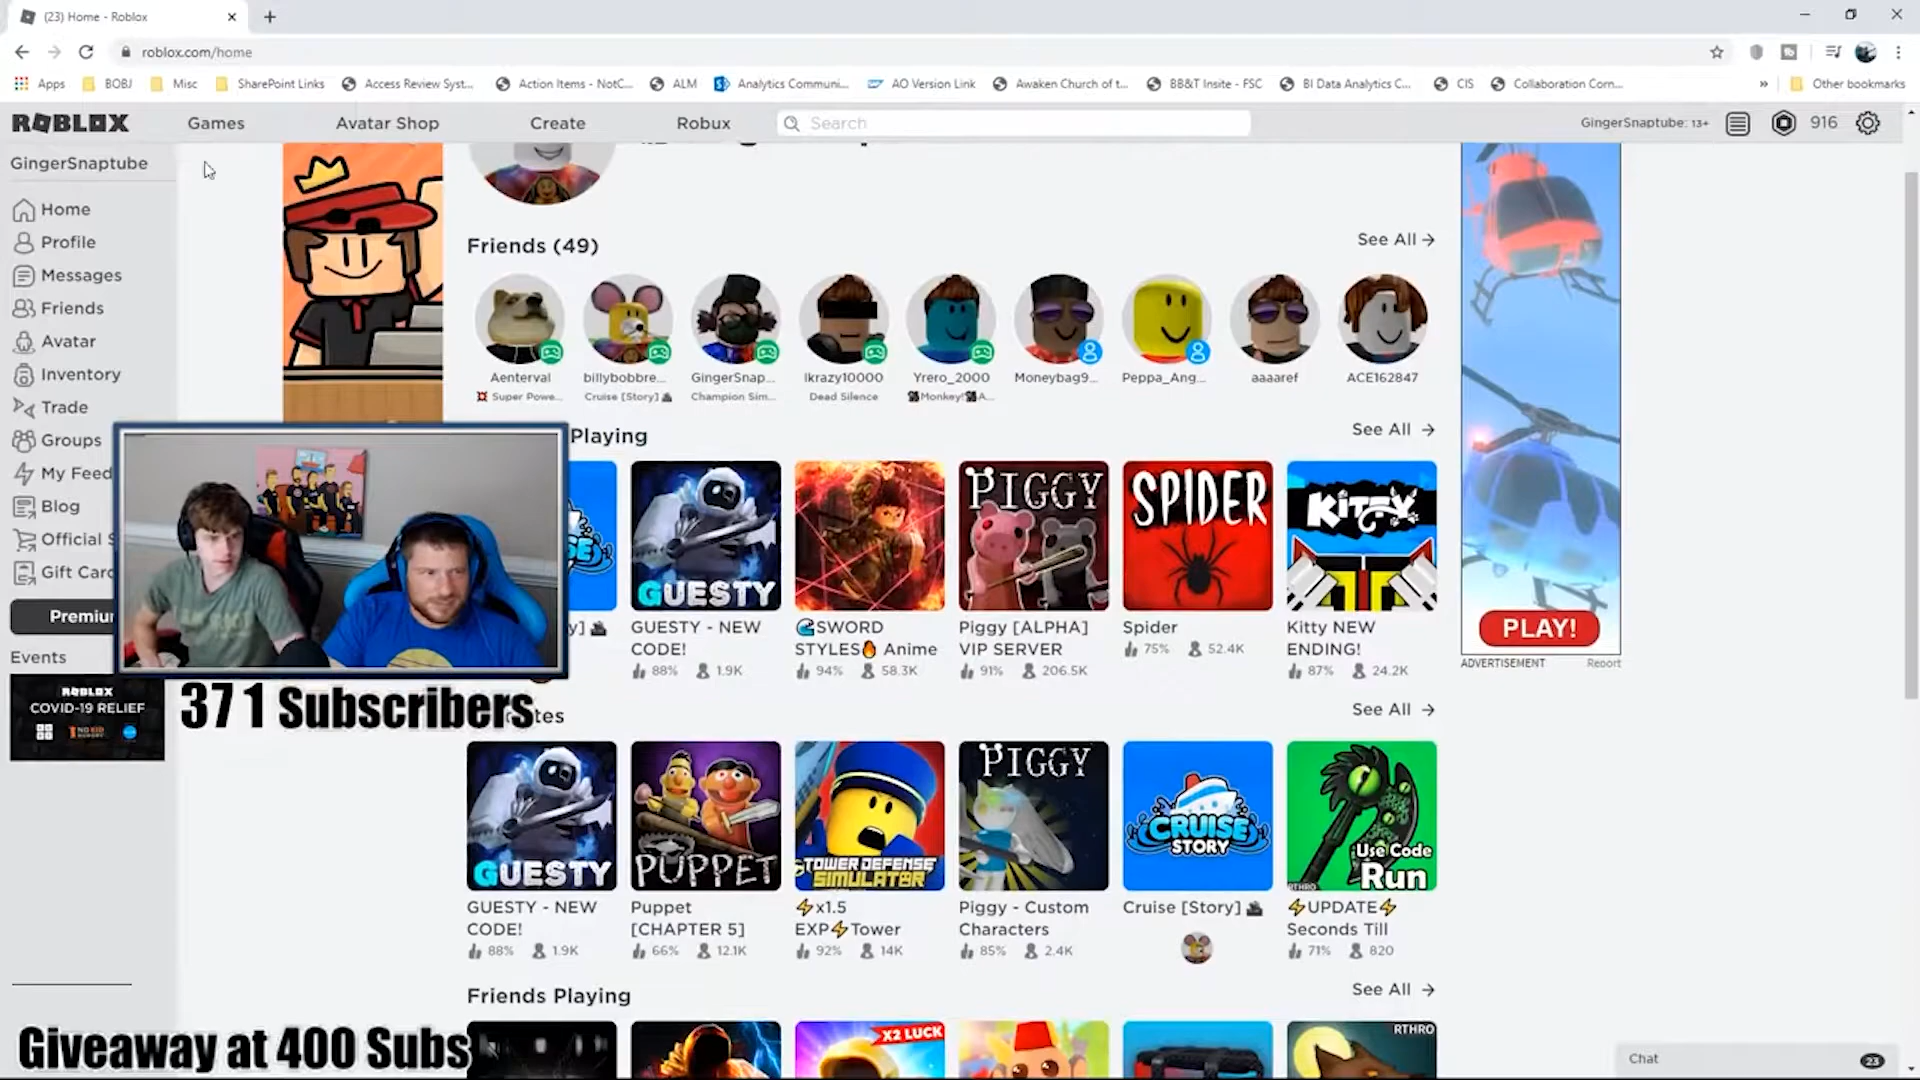 (23) Home - Roblox
roblox.com/home
Apps BOBJ Misc SharePoint Links Access Review Syst... Action Items - NotC... ALM Analytics Communi... AO Version Link Awaken Church of t... BB&T Insite - FSC BI Data Analytics C... CIS Collaboration Com... » Other bookmarks
ROBLOX Games Avatar Shop Create Robux Search GingerSnaptube: 13+ 916
GingerSnaptube
Home
Profile
Messages
Friends
Avatar
Inventory
Trade
Groups
My Feed
Blog
Official S
Gift Card
Premiu
Events
ROBLOX
COVID-19 RELIEF
NO KID
HUNGRY
371 Subscribers
Giveaway at 400 Subs
Friends (49) See All →
Aenterval billybobbre... GingerSnap... Ikrazy10000 Yrero_2000 Moneybag9... Peppa_Ang... aaaaref ACE162847
Super Powe... Cruise [Story] Champion Sim... Dead Silence Monkey! A...
Playing See All →
GUESTY
PIGGY
SPIDER
KITTY
y]
GUESTY - NEW
CODE!
88% 1.9K
SWORD
STYLES Anime
94% 58.3K
Piggy [ALPHA]
VIP SERVER
91% 206.5K
Spider
75% 52.4K
Kitty NEW
ENDING!
87% 24.2K
tes See All →
GUESTY
PUPPET
TOWER DEFENSE
SIMULATOR
PIGGY
CRUISE
STORY
Use Code
Run
RTHRO
GUESTY - NEW
CODE!
88% 1.9K
Puppet
[CHAPTER 5]
66% 12.1K
x1.5
EXP Tower
92% 14K
Piggy - Custom
Characters
85% 2.4K
Cruise [Story]
UPDATE
Seconds Till
71% 820
Friends Playing See All →
X2 LUCK
RTHRO
PLAY!
ADVERTISEMENT Report
Chat 23